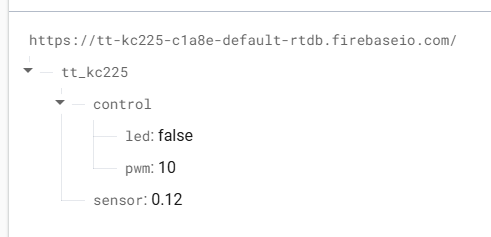 https://tt-kc225-c1a8e-default-rtdb.firebaseio.com/
tt_kc225
control
led: false
pwm: 10
sensor: 0.12